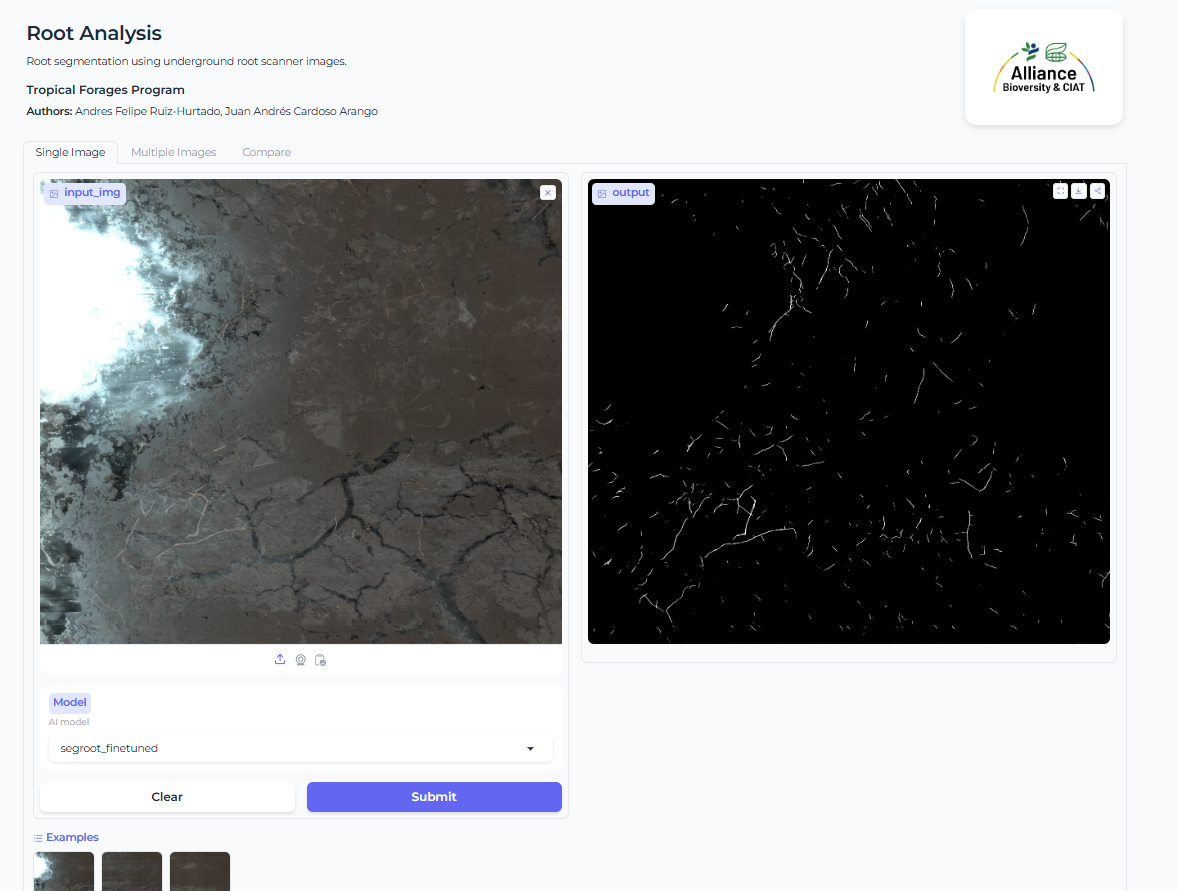 Root Analysis
Root segmentation using underground root scanner images.
Tropical Forages Program
Authors: Andres Felipe Ruiz-Hurtado, Juan Andrés Cardoso Arango
Alliance
Bioversity & CIAT
Single Image
Multiple Images
Compare
input_img
output
Model
AI model
segroot_finetuned
Clear
Submit
Examples